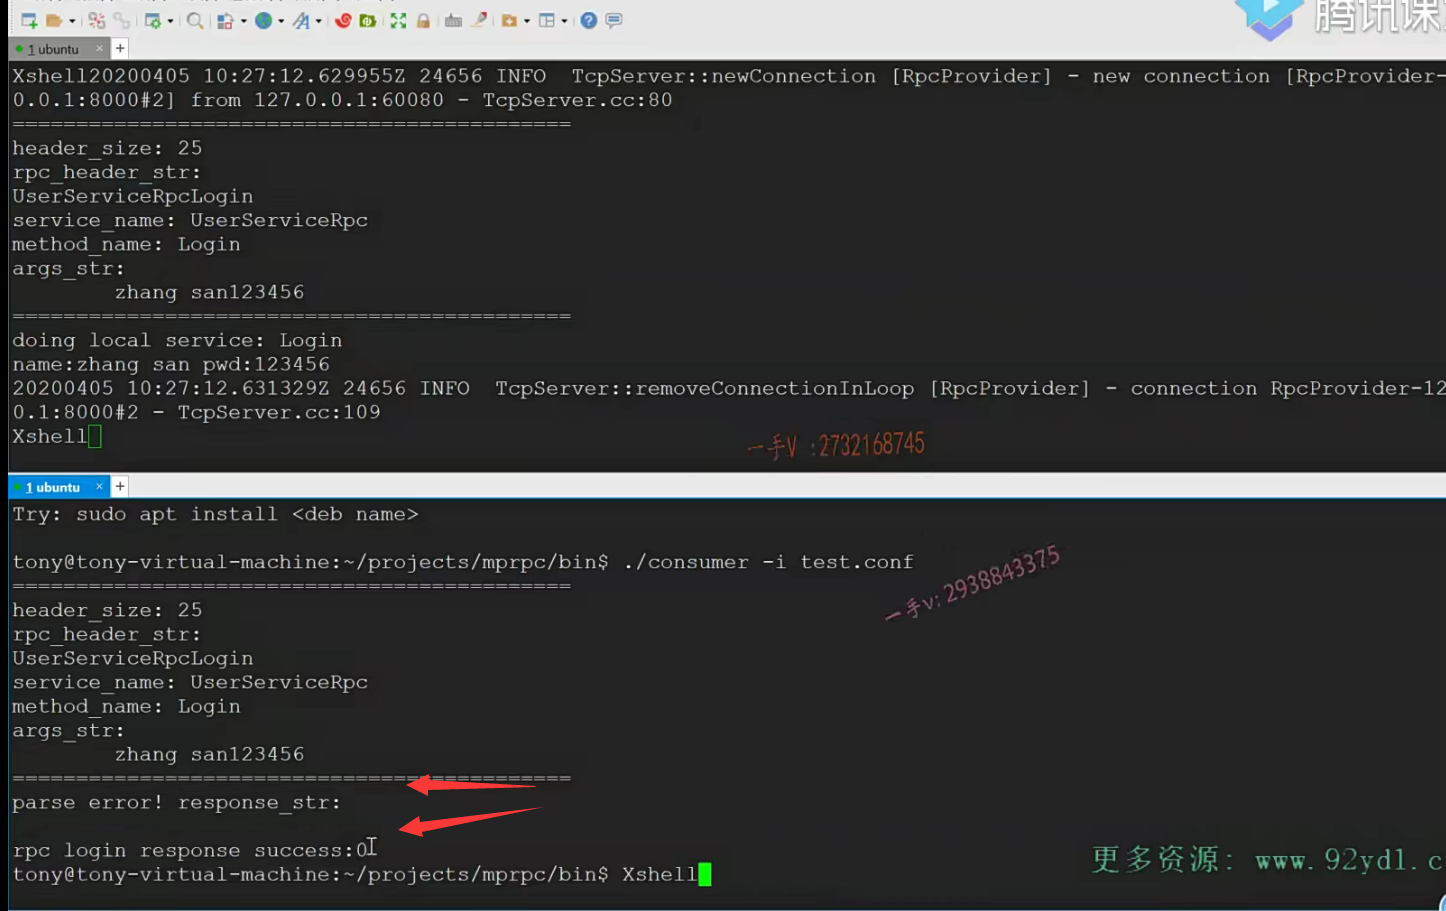 腾讯课
1 ubuntu × +
Xshell20200405 10:27:12.629955Z 24656 INFO  TcpServer::newConnection [RpcProvider] - new connection [RpcProvider-
0.0.1:8000#2] from 127.0.0.1:60080 - TcpServer.cc:80
============================================
header_size: 25
rpc_header_str:
UserServiceRpcLogin
service_name: UserServiceRpc
method_name: Login
args_str:
        zhang san123456
============================================
doing local service: Login
name:zhang san pwd:123456
20200405 10:27:12.631329Z 24656 INFO  TcpServer::removeConnectionInLoop [RpcProvider] - connection RpcProvider-12
0.1:8000#2 - TcpServer.cc:109
Xshell
一手V :2732168745
1 ubuntu × +
Try: sudo apt install <deb name>
tony@tony-virtual-machine:~/projects/mprpc/bin$ ./consumer -i test.conf
一手v:2938843375
============================================
header_size: 25
rpc_header_str:
UserServiceRpcLogin
service_name: UserServiceRpc
method_name: Login
args_str:
        zhang san123456
============================================
parse error! response_str:
rpc login response success:0
更多资源: www.92ydl.c
tony@tony-virtual-machine:~/projects/mprpc/bin$ Xshell